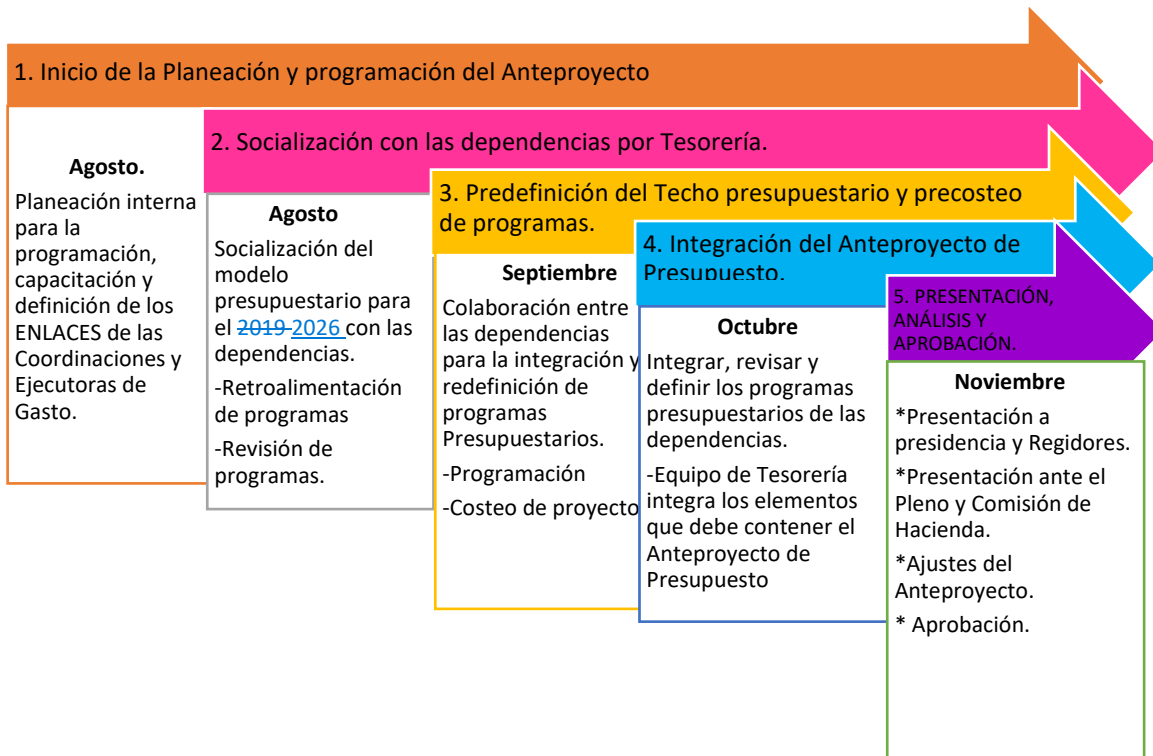 1. Inicio de la Planeación y programación del Anteproyecto
Agosto.
Planeación interna
para la
programación,
capacitación y
definición de los
ENLACES de las
Coordinaciones y
Ejecutoras de
Gasto.
2. Socialización con las dependencias por Tesorería.
Agosto
Socialización del
modelo
presupuestario para
el 2019 2026 con las
dependencias.
-Retroalimentación
de programas
-Revisión de
programas.
3. Predefinición del Techo presupuestario y precosteo
de programas.
Septiembre
Colaboración entre
las dependencias
para la integración y
redefinición de
programas
Presupuestarios.
-Programación
-Costeo de proyecto
4. Integración del Anteproyecto de
Presupuesto.
Octubre
Integrar, revisar y
definir los programas
presupuestarios de las
dependencias.
-Equipo de Tesorería
integra los elementos
que debe contener el
Anteproyecto de
Presupuesto
5. PRESENTACIÓN,
ANÁLISIS Y
APROBACIÓN.
Noviembre
*Presentación a
presidencia y Regidores.
*Presentación ante el
Pleno y Comisión de
Hacienda.
*Ajustes del
Anteproyecto.
* Aprobación.